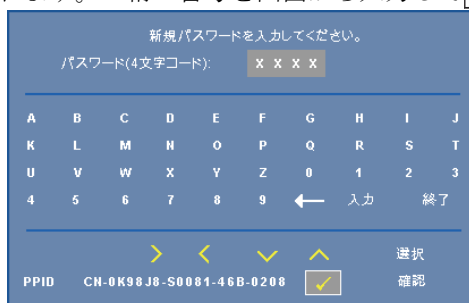 新規パスワードを入力してください。
パスワード(4文字コード): X X X X
A B C D E F G H I J
K L M N O P Q R S T
U V W X Y Z 0 1 2 3
4 5 6 7 8 9 ← 入力 終了
> < ﹀ ︿ 選択
PPID CN-0K98J8-S0081-46B-0208 ✓ 確認